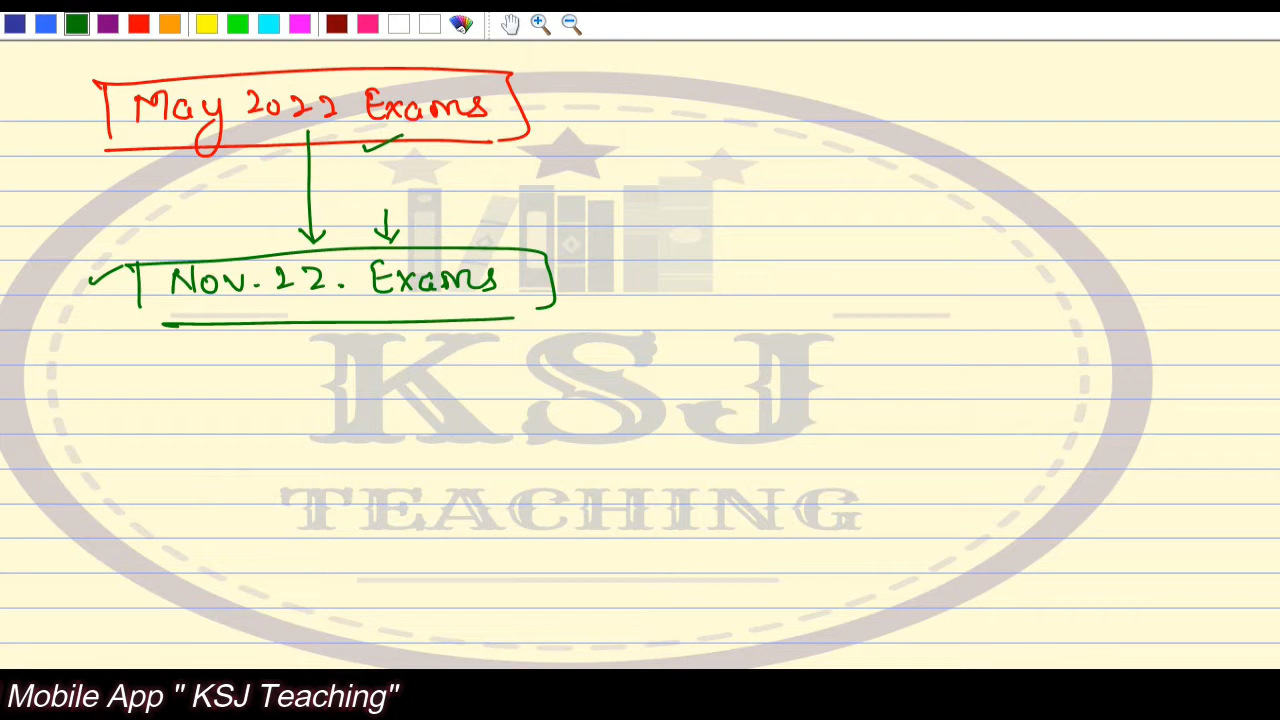 May 2022 Exams
Nov. 22. Exams
KSJ
TEACHING
Mobile App " KSJ Teaching"